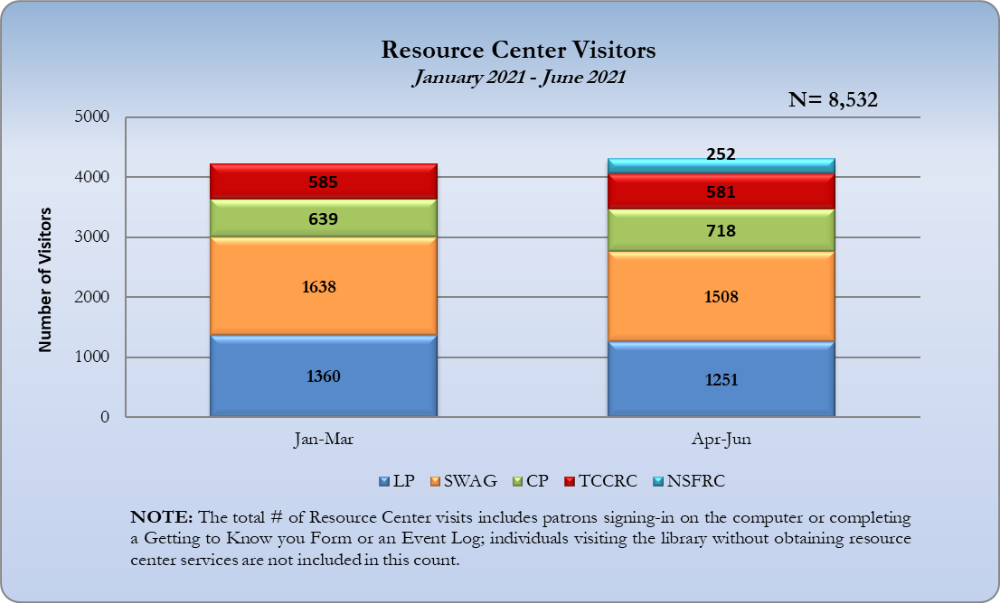 Resource Center Visitors
January 2021 - June 2021
N= 8,532
Number of Visitors
5000
4000
3000
2000
1000
0
585
639
1638
1360
252
581
718
1508
1251
Jan-Mar
Apr-Jun
LP SWAG CP TCCRC NSFRC
NOTE: The total # of Resource Center visits includes patrons signing-in on the computer or completing
a Getting to Know you Form or an Event Log; individuals visiting the library without obtaining resource
center services are not included in this count.